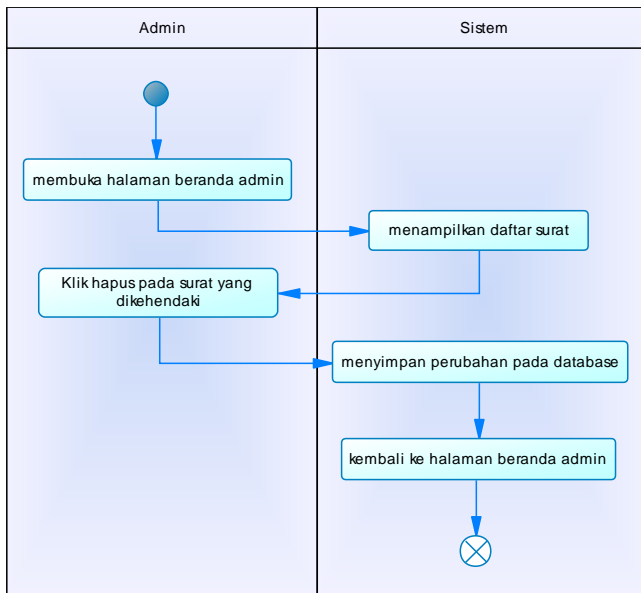 Admin
Sistem
membuka halaman beranda admin
menampilkan daftar surat
Klik hapus pada surat yang
dikehendaki
menyimpan perubahan pada database
kembali ke halaman beranda admin